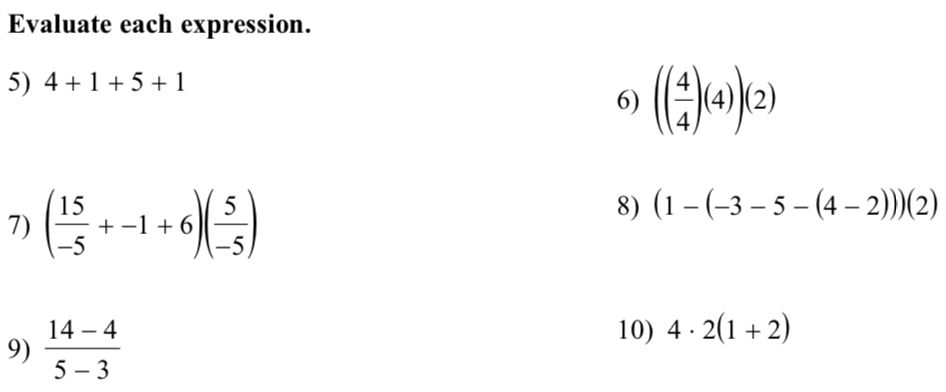 Evaluate each expression.
5) 4 + 1 + 5 + 1
6) ((4/4)(4))(2)
7) (15/−5 + −1 + 6)(5/−5)
8) (1 − (−3 − 5 − (4 − 2)))(2)
9) (14 − 4)/(5 − 3)
10) 4 · 2(1 + 2)